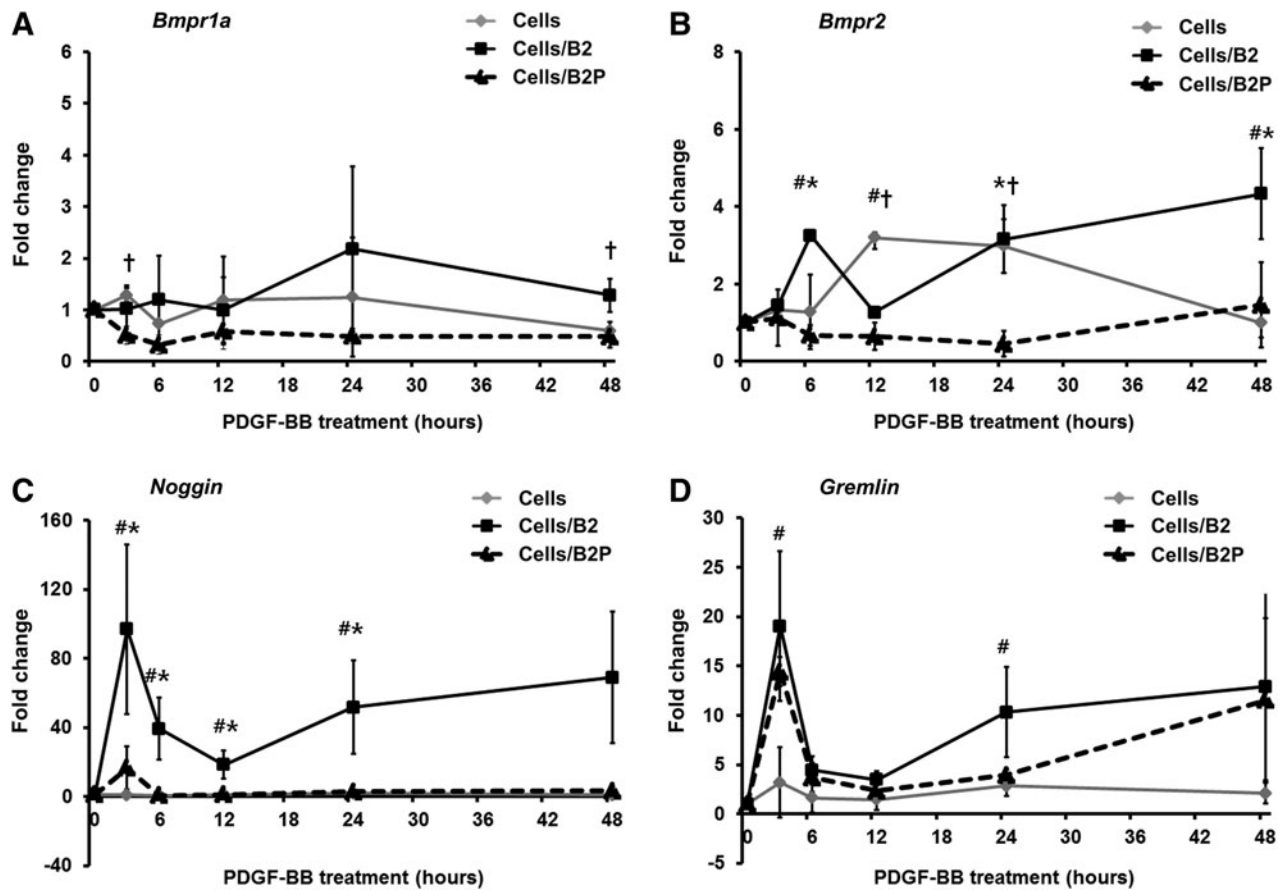 A
Bmpr1a
Cells
Cells/B2
Cells/B2P
6
5
4
3
2
1
0
Fold change
†
†
0 6 12 24 30 36 42 48
PDGF-BB treatment (hours)
B
Bmpr2
Cells
Cells/B2
Cells/B2P
8
6
4
2
0
Fold change
#*
#†
*†
#*
0 6 12 24 30 36 42 48
PDGF-BB treatment (hours)
C
Noggin
Cells
Cells/B2
Cells/B2P
160
120
80
40
0
-40
Fold change
#*
#*
#*
#*
0 6 12 24 30 36 42 48
PDGF-BB treatment (hours)
D
Gremlin
Cells
Cells/B2
Cells/B2P
30
25
20
15
10
5
0
-5
Fold change
#
#
0 6 12 24 30 36 42 48
PDGF-BB treatment (hours)